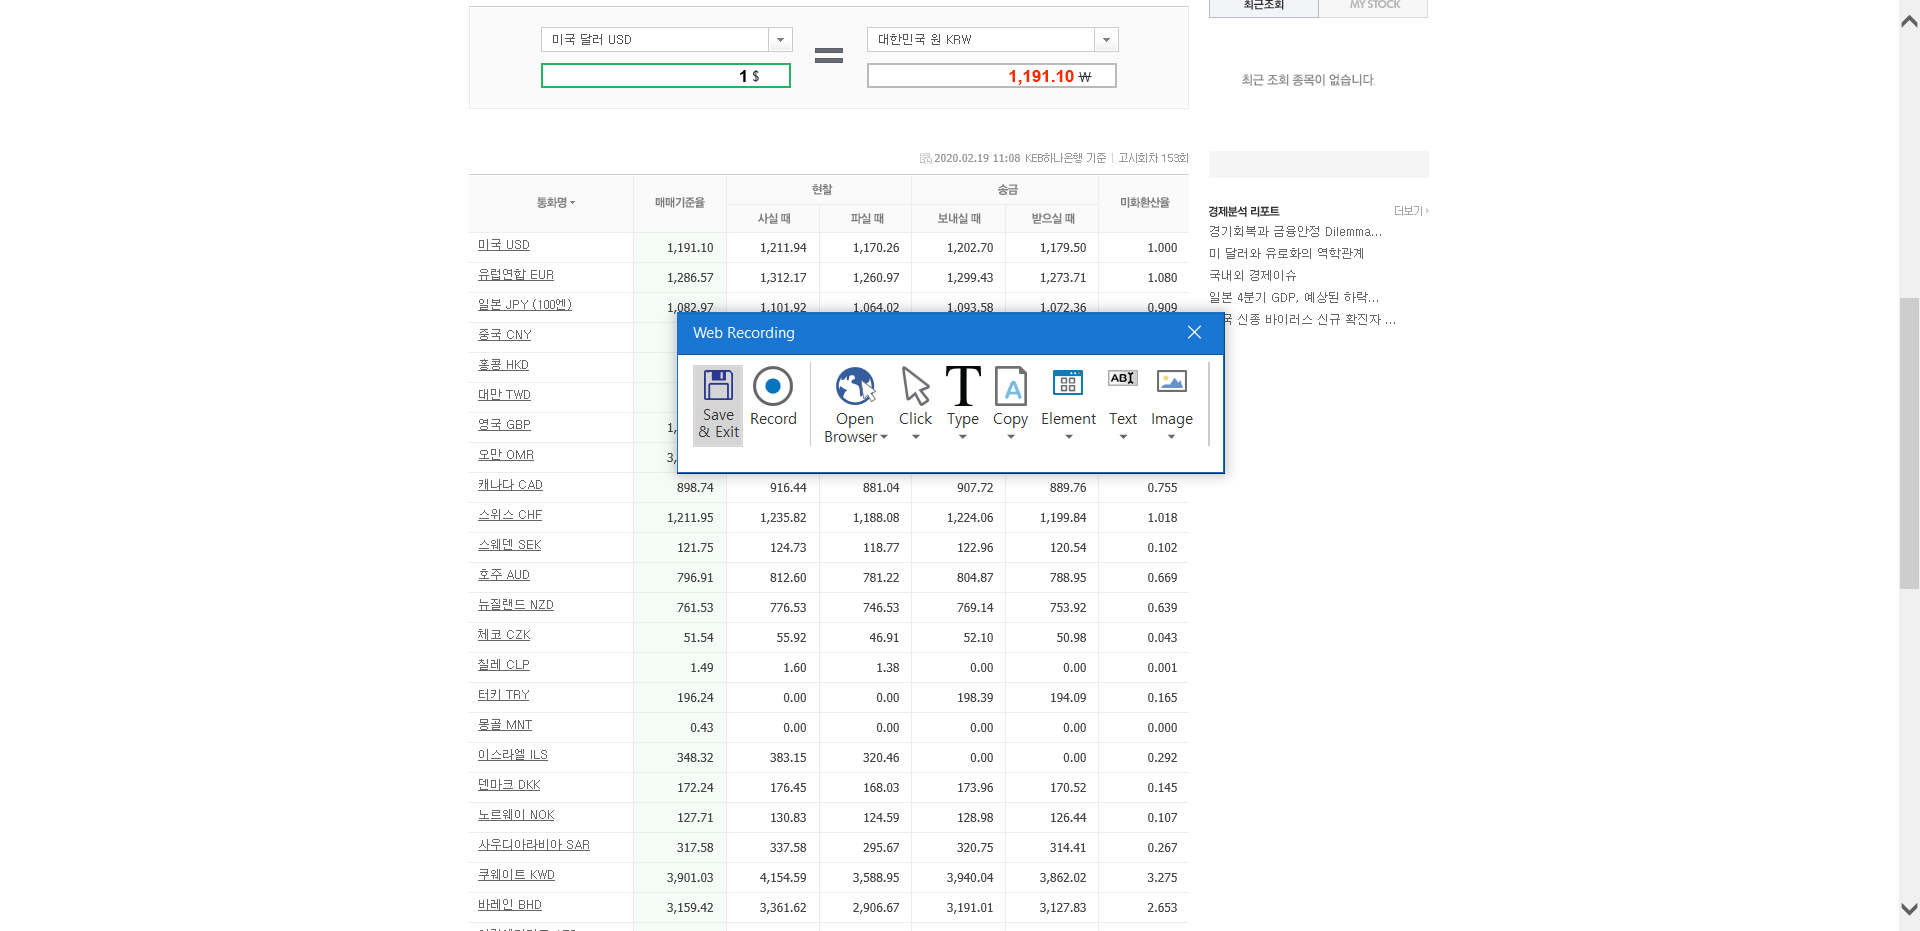 최근조회 MY STOCK
미국 달러 USD 대한민국 원 KRW
1 $ = 1,191.10 ₩
최근 조회 종목이 없습니다.
2020.02.19 11:08 KEB하나은행 기준 고시회차 153회
통화명 매매기준율 현찰 송금 미화환산율
사실 때 파실 때 보내실 때 받으실 때
미국 USD 1,191.10 1,211.94 1,170.26 1,202.70 1,179.50 1.000
유럽연합 EUR 1,286.57 1,312.17 1,260.97 1,299.43 1,273.71 1.080
일본 JPY (100엔) 1,082.97 1,101.92 1,064.02 1,093.58 1,072.36 0.909
중국 CNY
홍콩 HKD
대만 TWD
영국 GBP 1,
오만 OMR 3,
캐나다 CAD 898.74 916.44 881.04 907.72 889.76 0.755
스위스 CHF 1,211.95 1,235.82 1,188.08 1,224.06 1,199.84 1.018
스웨덴 SEK 121.75 124.73 118.77 122.96 120.54 0.102
호주 AUD 796.91 812.60 781.22 804.87 788.95 0.669
뉴질랜드 NZD 761.53 776.53 746.53 769.14 753.92 0.639
체코 CZK 51.54 55.92 46.91 52.10 50.98 0.043
칠레 CLP 1.49 1.60 1.38 0.00 0.00 0.001
터키 TRY 196.24 0.00 0.00 198.39 194.09 0.165
몽골 MNT 0.43 0.00 0.00 0.00 0.00 0.000
이스라엘 ILS 348.32 383.15 320.46 0.00 0.00 0.292
덴마크 DKK 172.24 176.45 168.03 173.96 170.52 0.145
노르웨이 NOK 127.71 130.83 124.59 128.98 126.44 0.107
사우디아라비아 SAR 317.58 337.58 295.67 320.75 314.41 0.267
쿠웨이트 KWD 3,901.03 4,154.59 3,588.95 3,940.04 3,862.02 3.275
바레인 BHD 3,159.42 3,361.62 2,906.67 3,191.01 3,127.83 2.653
경제분석 리포트 더보기
경기회복과 금융안정 Dilemma...
미 달러와 유로화의 역학관계
국내외 경제이슈
일본 4분기 GDP, 예상된 하락...
국 신종 바이러스 신규 확진자 ...
Web Recording
Save & Exit
Record
Open Browser
Click
Type
A
Copy
Element
AB
Text
Image